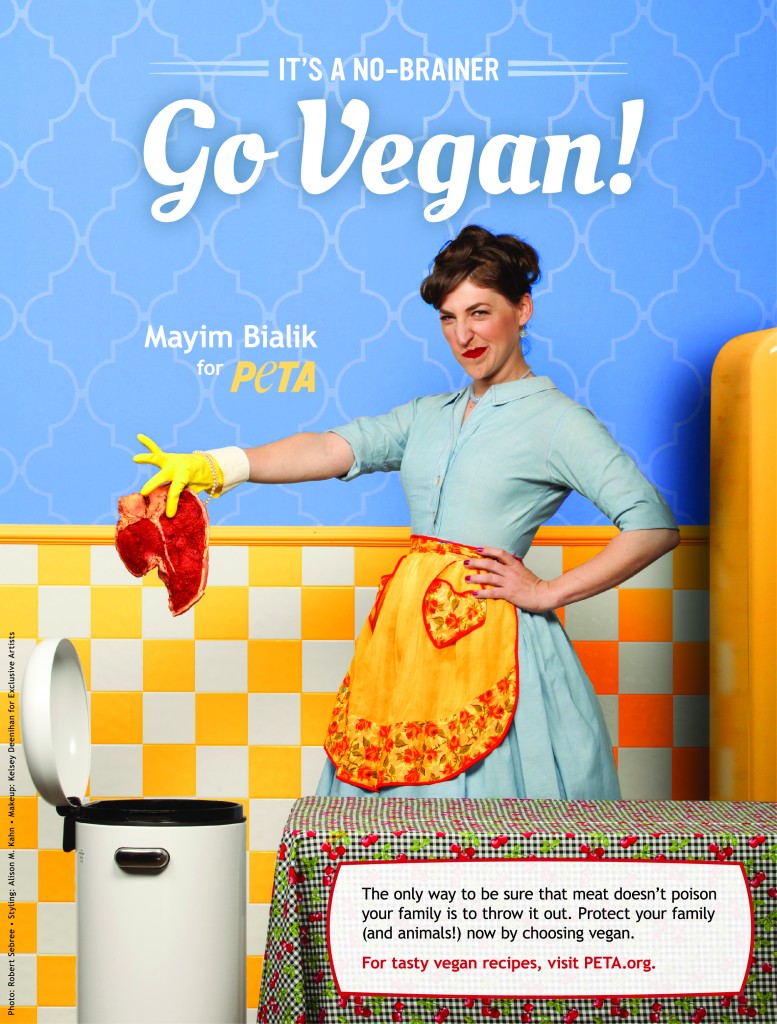 IT'S A NO-BRAINER
Go Vegan!
Mayim Bialik
for PETA
The only way to be sure that meat doesn't poison
your family is to throw it out. Protect your family
(and animals!) now by choosing vegan.
For tasty vegan recipes, visit PETA.org.
Photo: Robert Sebree • Styling: Alison M. Kahn • Makeup: Kelsey Deenihan for Exclusive Artists